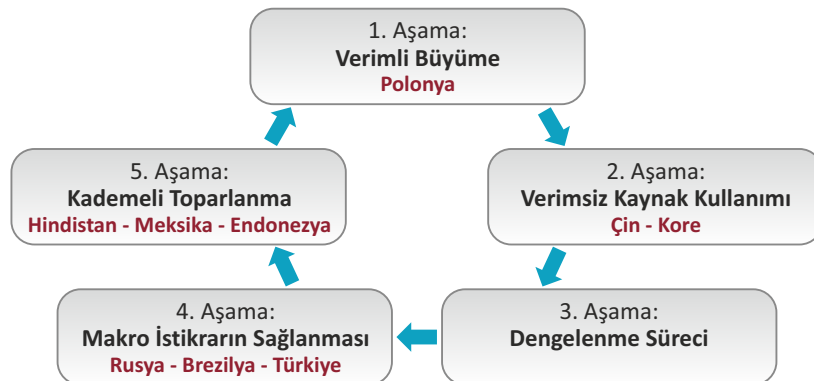 1. Aşama:
Verimli Büyüme
Polonya
2. Aşama:
Verimsiz Kaynak Kullanımı
Çin - Kore
3. Aşama:
Dengelenme Süreci
4. Aşama:
Makro İstikrarın Sağlanması
Rusya - Brezilya - Türkiye
5. Aşama:
Kademeli Toparlanma
Hindistan - Meksika - Endonezya